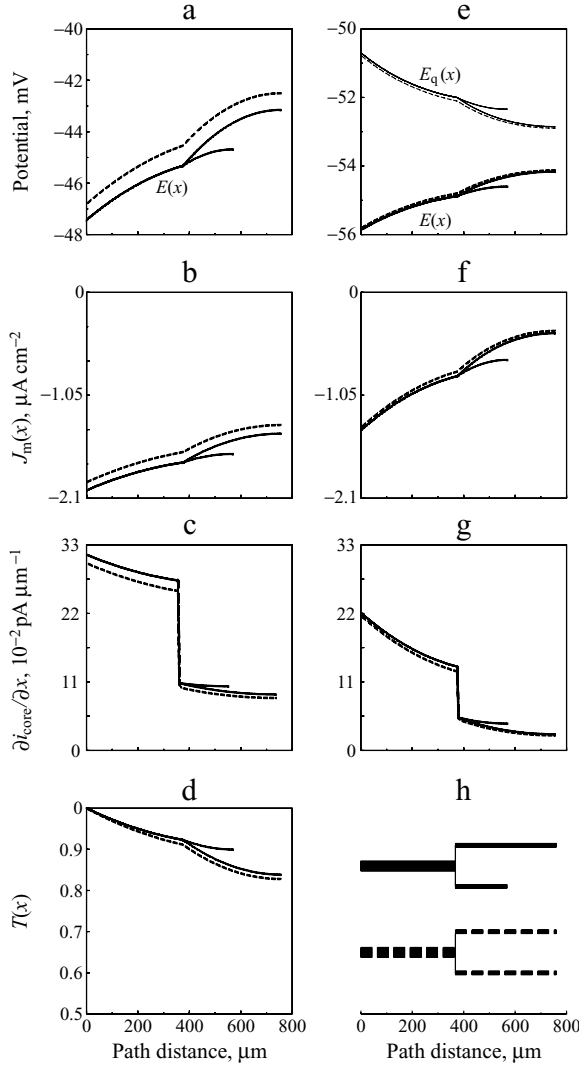 a
−40
−42
−44
−46
−48
Potential, mV
E(x)
e
−50
−52
−54
−56
Eq(x)
E(x)
b
0
−1.05
−2.1
Jm(x), μA cm−2
f
0
−1.05
−2.1
c
33
22
11
0
∂icore/∂x, 10−2 pA μm−1
g
33
22
11
0
d
0
0.9
0.8
0.7
0.6
0.5
T(x)
0 200 400 600 800
Path distance, μm
h
0 200 400 600 800
Path distance, μm